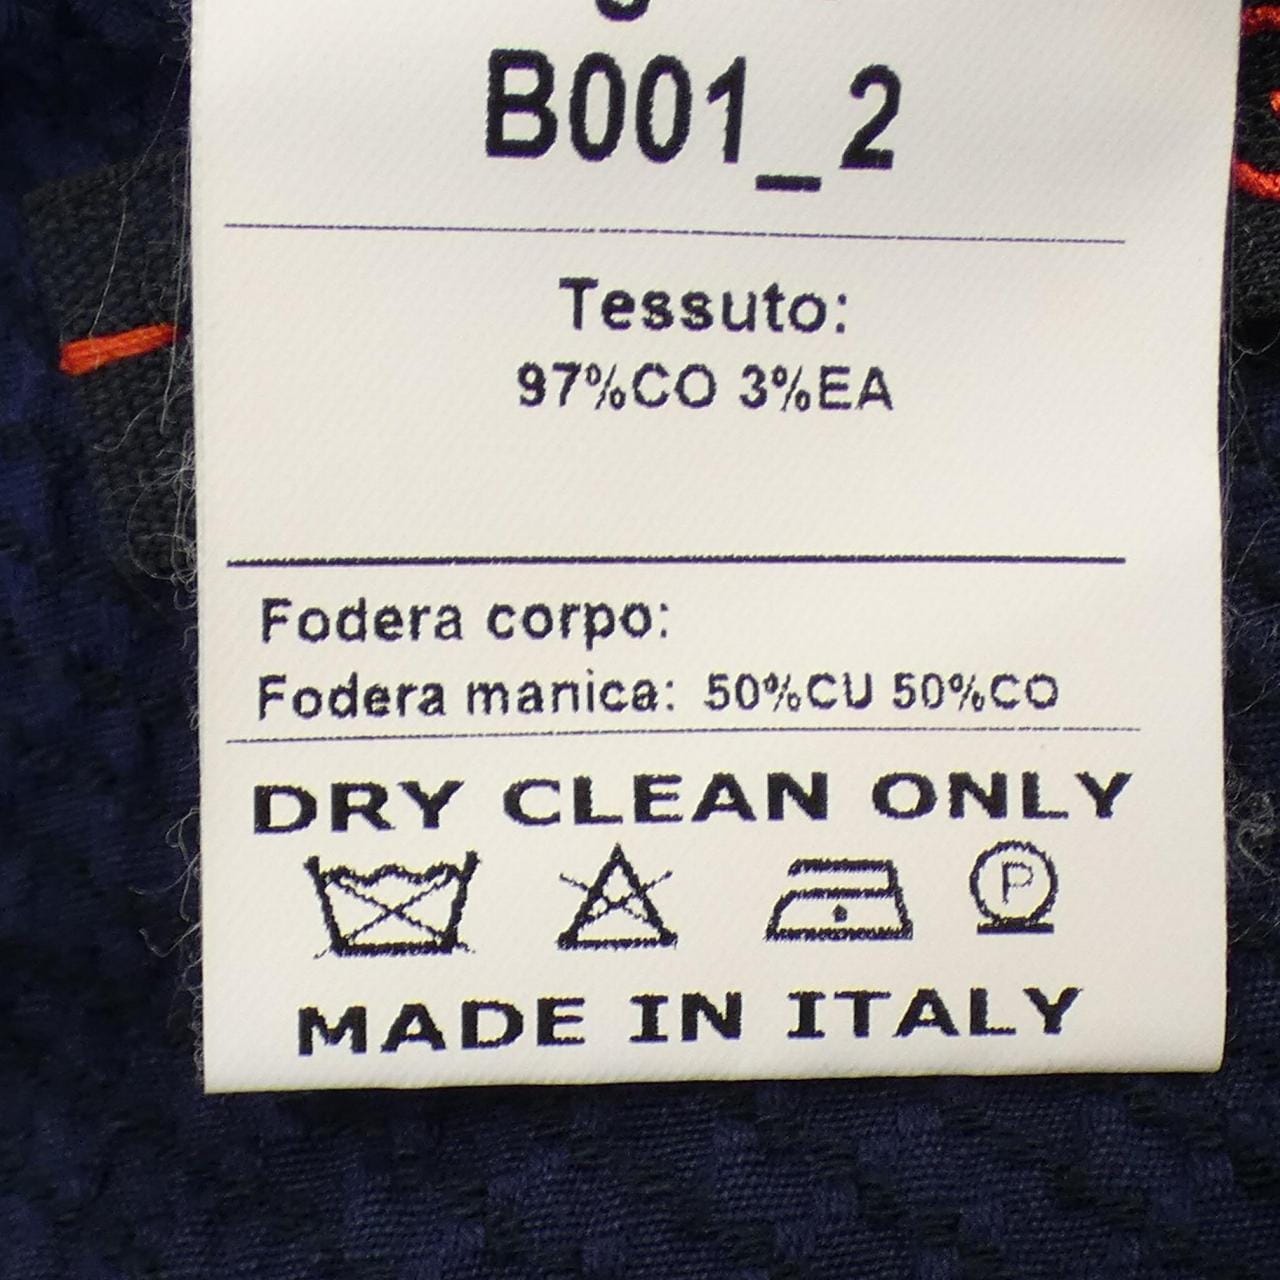 B001_2
Tessuto:
97%CO 3%EA
Fodera corpo:
Fodera manica: 50%CU 50%CO
DRY CLEAN ONLY
P
MADE IN ITALY